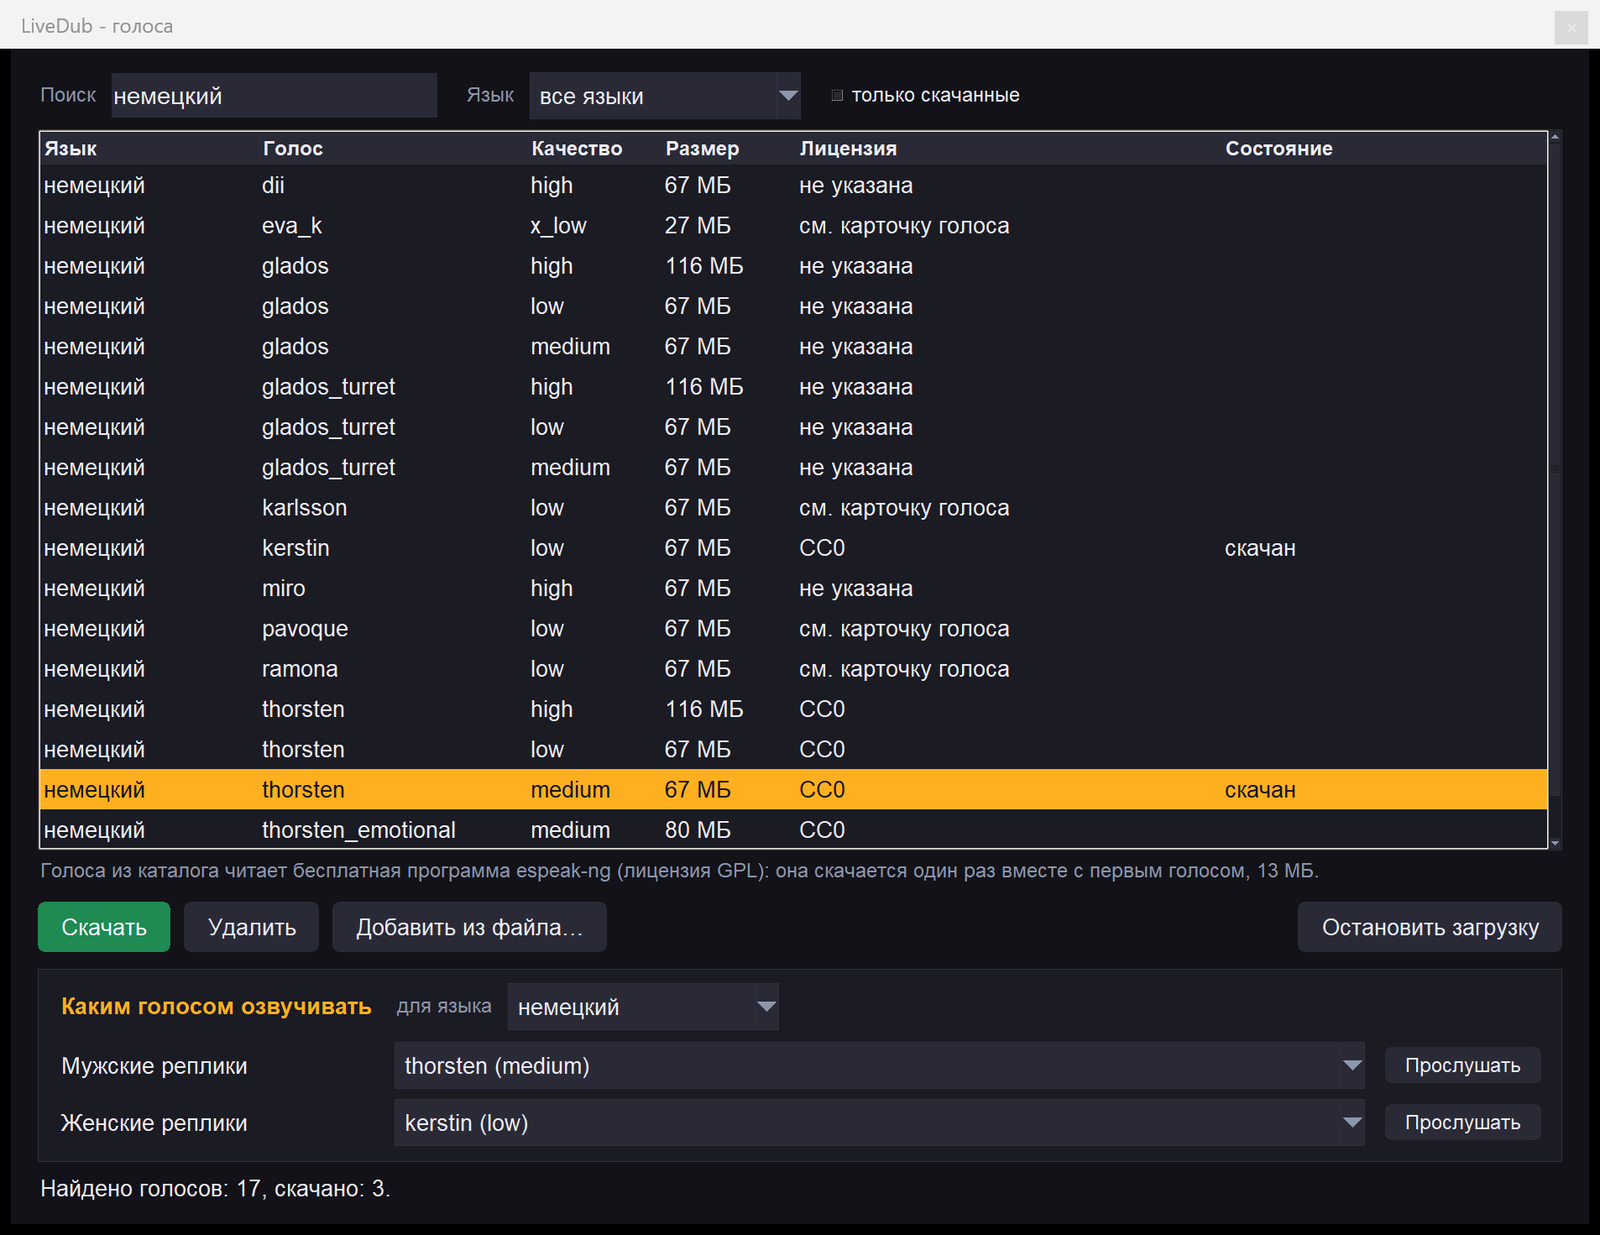 LiveDub - голоса
Поиск немецкий Язык все языки только скачанные
Язык Голос Качество Размер Лицензия Состояние
немецкий dii high 67 МБ не указана
немецкий eva_k x_low 27 МБ см. карточку голоса
немецкий glados high 116 МБ не указана
немецкий glados low 67 МБ не указана
немецкий glados medium 67 МБ не указана
немецкий glados_turret high 116 МБ не указана
немецкий glados_turret low 67 МБ не указана
немецкий glados_turret medium 67 МБ не указана
немецкий karlsson low 67 МБ см. карточку голоса
немецкий kerstin low 67 МБ CC0 скачан
немецкий miro high 67 МБ не указана
немецкий pavoque low 67 МБ см. карточку голоса
немецкий ramona low 67 МБ см. карточку голоса
немецкий thorsten high 116 МБ CC0
немецкий thorsten low 67 МБ CC0
немецкий thorsten medium 67 МБ CC0 скачан
немецкий thorsten_emotional medium 80 МБ CC0
Голоса из каталога читает бесплатная программа espeak-ng (лицензия GPL): она скачается один раз вместе с первым голосом, 13 МБ.
Скачать Удалить Добавить из файла... Остановить загрузку
Каким голосом озвучивать для языка немецкий
Мужские реплики thorsten (medium) Прослушать
Женские реплики kerstin (low) Прослушать
Найдено голосов: 17, скачано: 3.